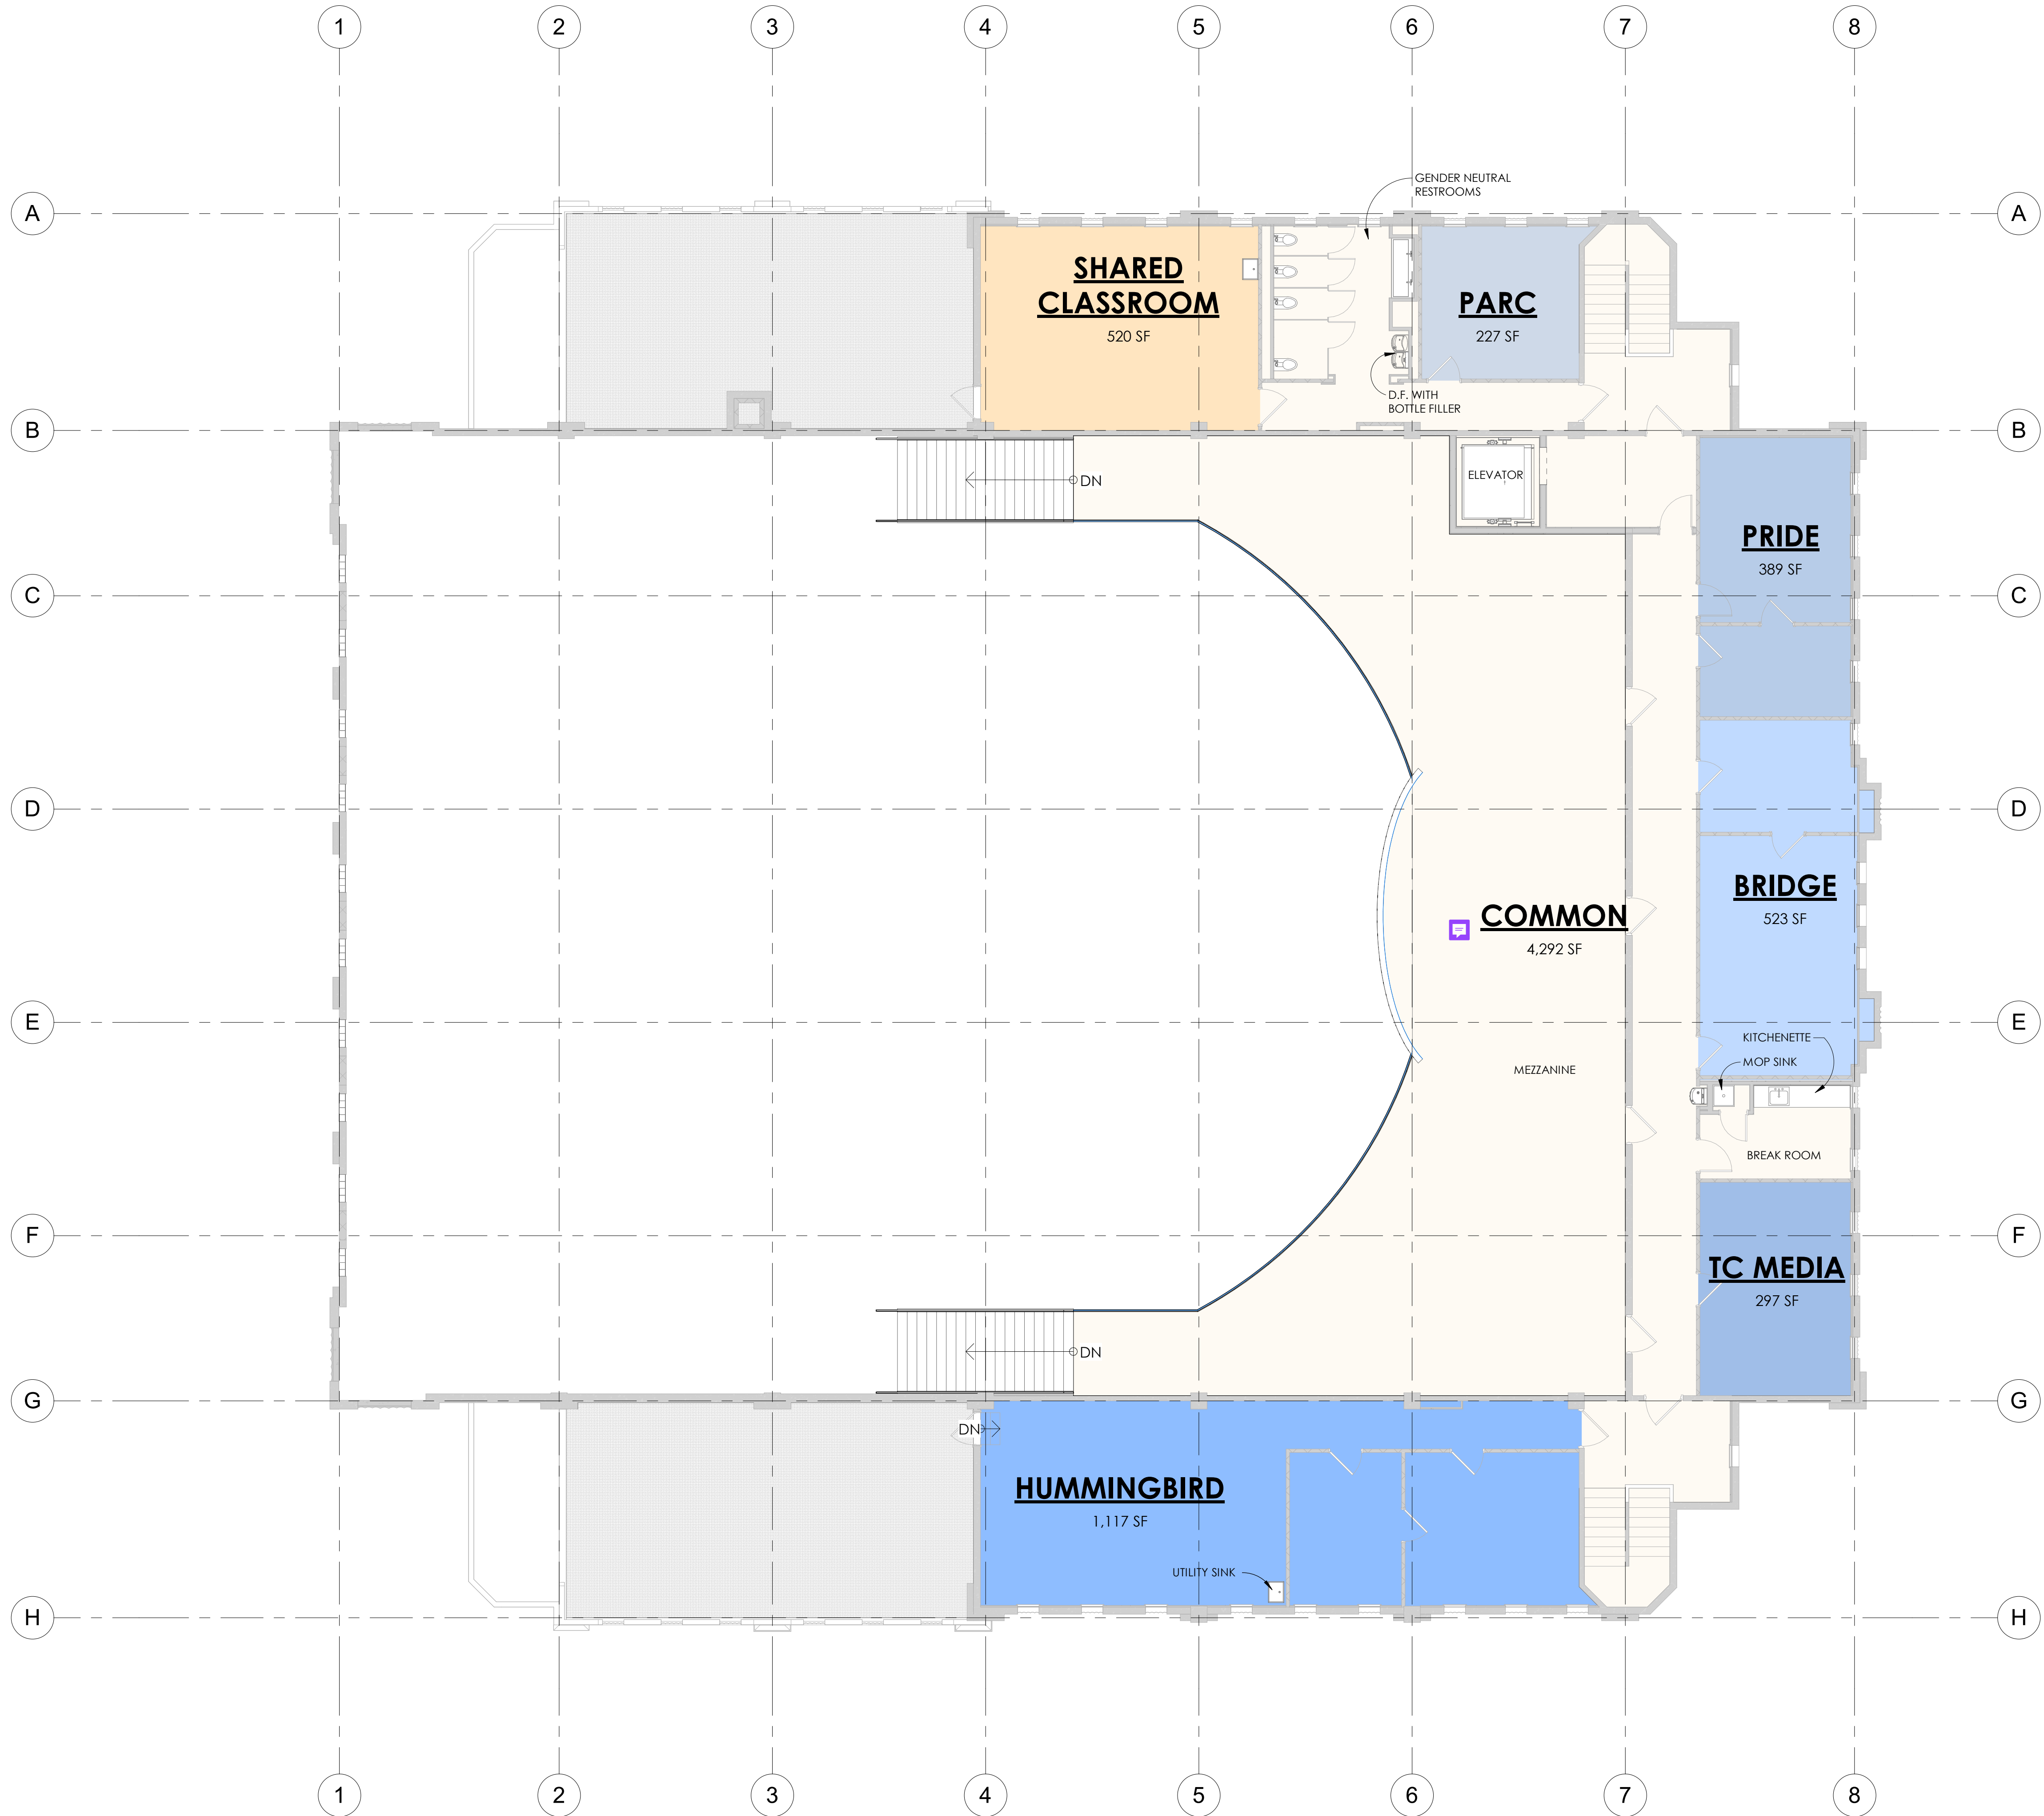 1 2 3 4 5 6 7 8
GENDER NEUTRAL
RESTROOMS
A A
SHARED
CLASSROOM
520 SF
PARC
227 SF
D.F. WITH
BOTTLE FILLER
B B
ELEVATOR
DN
PRIDE
389 SF
C C
D D
BRIDGE
523 SF
COMMON
4,292 SF
E E
KITCHENETTE
MOP SINK
MEZZANINE
BREAK ROOM
F F
TC MEDIA
297 SF
DN
G G
DN
HUMMINGBIRD
1,117 SF
UTILITY SINK
H H
1 2 3 4 5 6 7 8